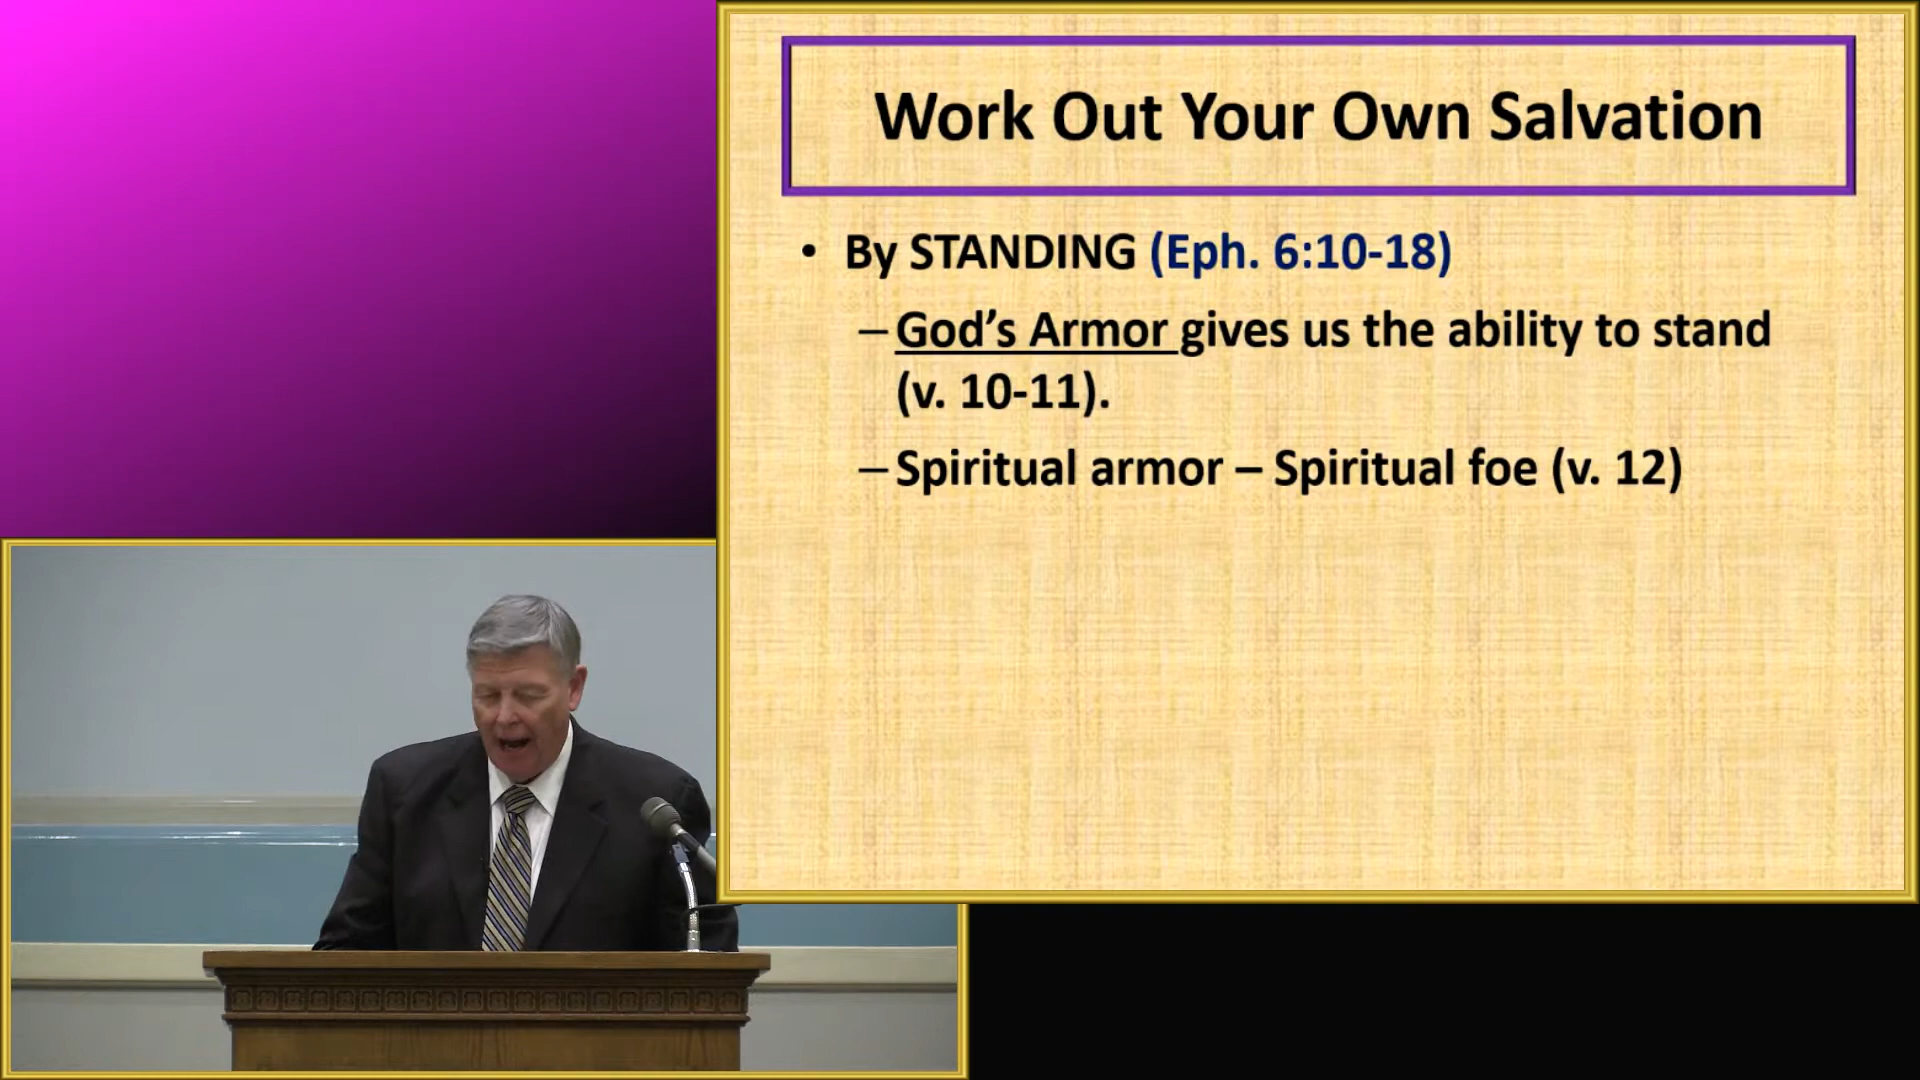 Work Out Your Own Salvation
• By STANDING (Eph. 6:10-18)
–God’s Armor gives us the ability to stand
(v. 10-11).
–Spiritual armor – Spiritual foe (v. 12)